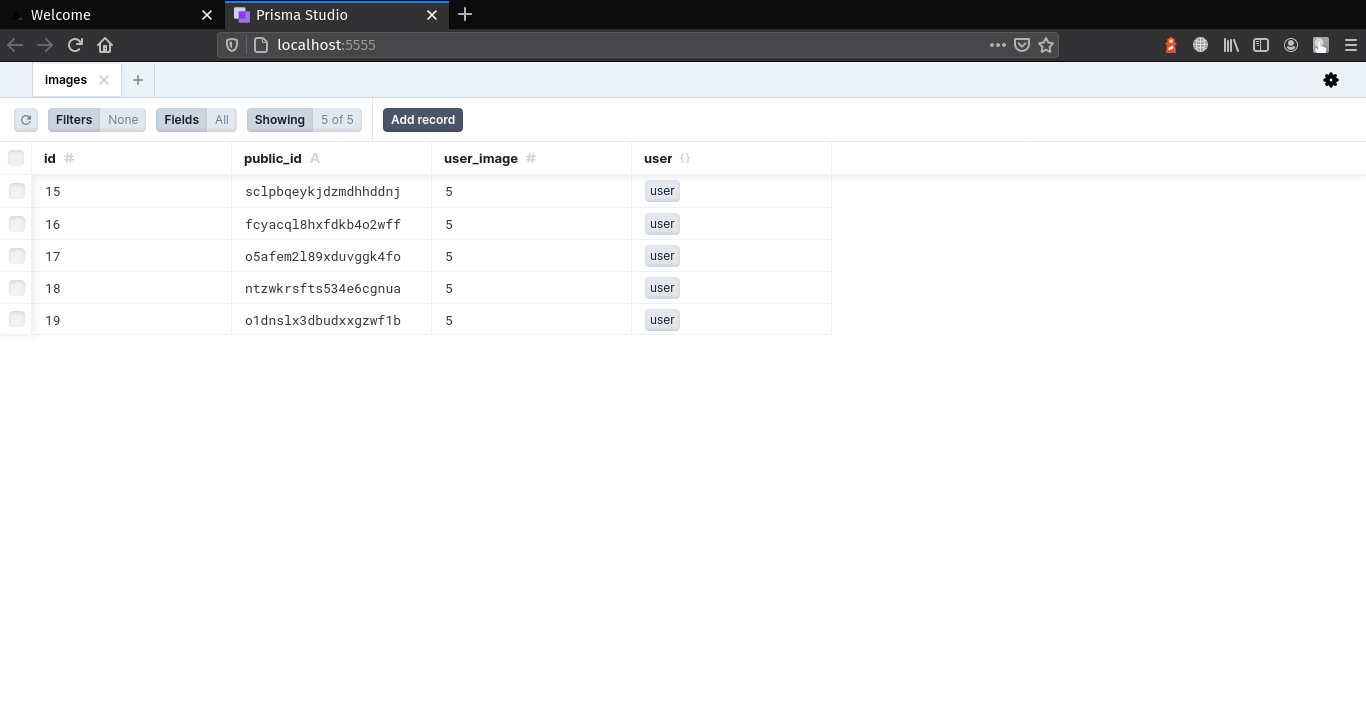 Welcome
Prisma Studio
localhost:5555
images
Filters None Fields All Showing 5 of 5 Add record
id # public_id A user_image # user {}
15 sclpbqeykjdzmdhhddnj 5 user
16 fcyacql8hxfdkb4o2wff 5 user
17 o5afem2l89xduvggk4fo 5 user
18 ntzwkrsfts534e6cgnua 5 user
19 o1dnslx3dbudxxgzwf1b 5 user